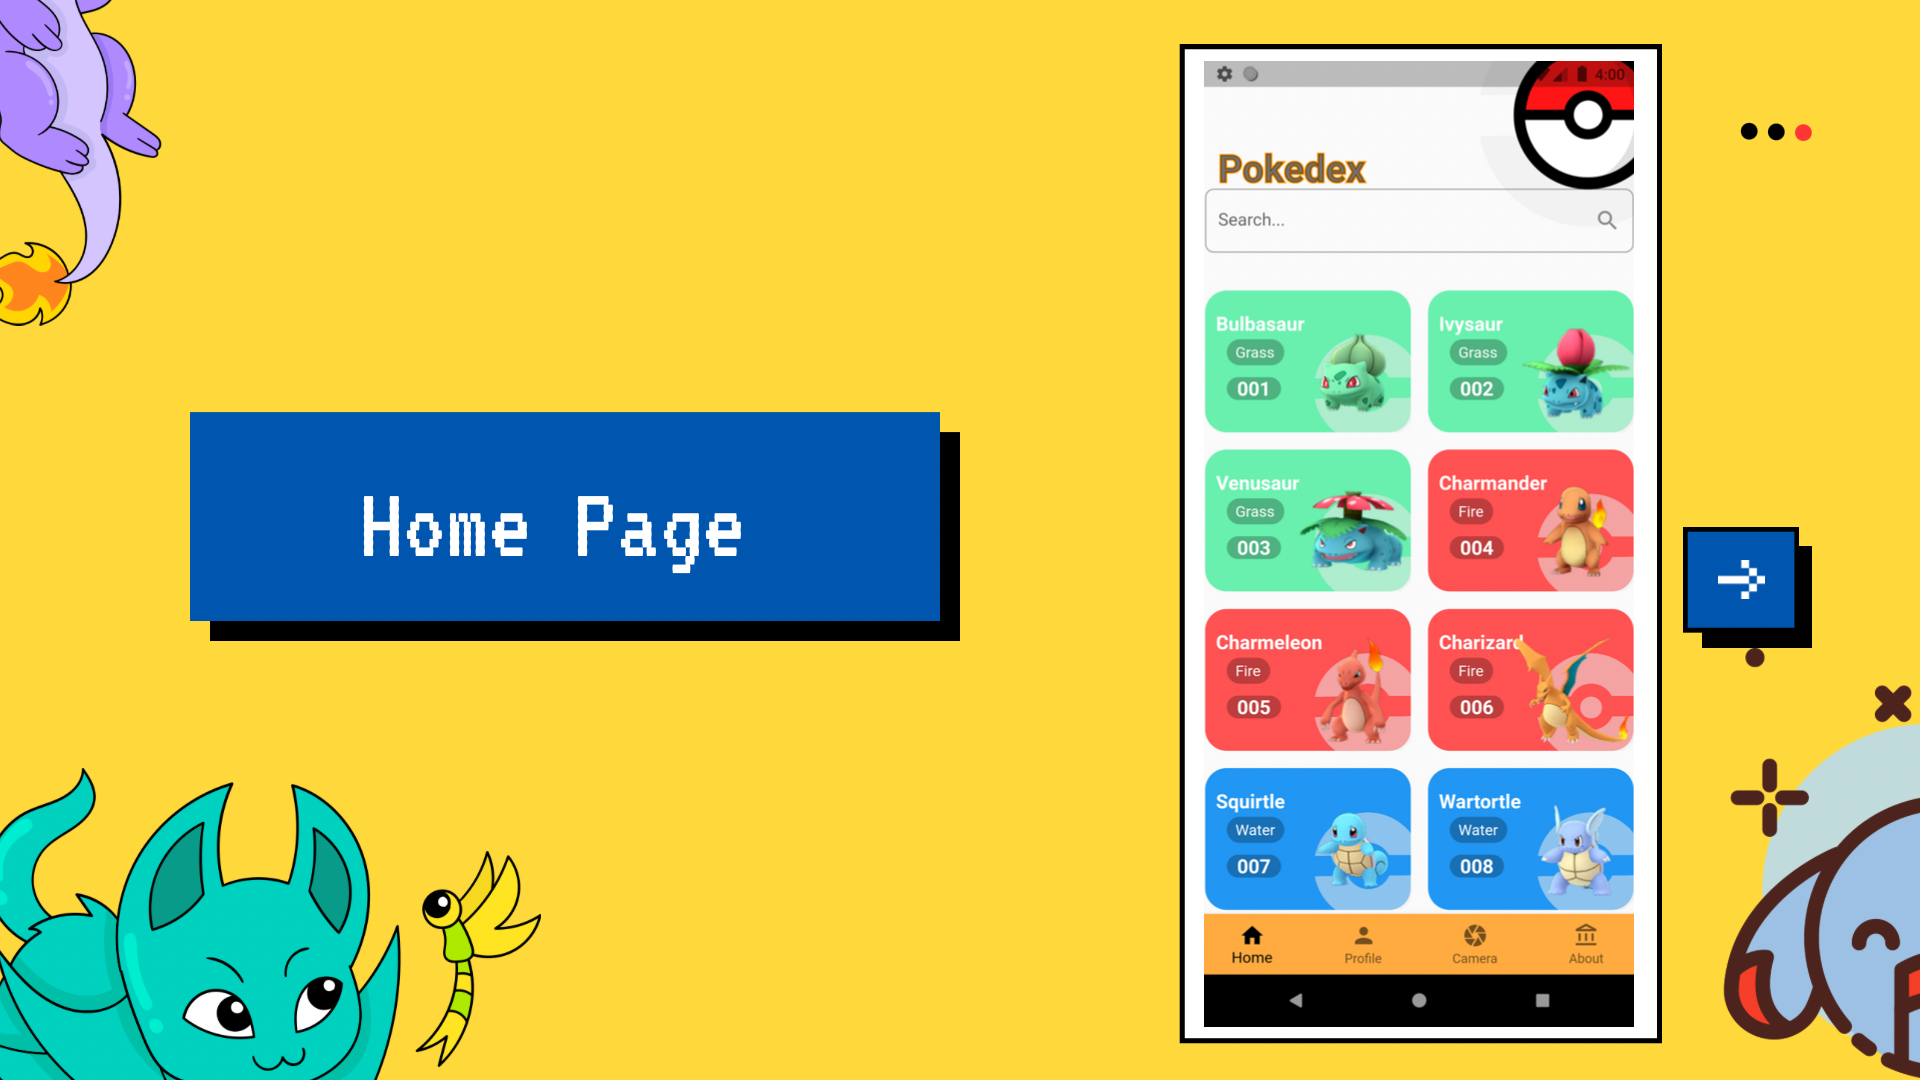 Home Page
4:00
Pokedex
Search...
Bulbasaur
Grass
001
Ivysaur
Grass
002
Venusaur
Grass
003
Charmander
Fire
004
Charmeleon
Fire
005
Charizard
Fire
006
Squirtle
Water
007
Wartortle
Water
008
Home
Profile
Camera
About